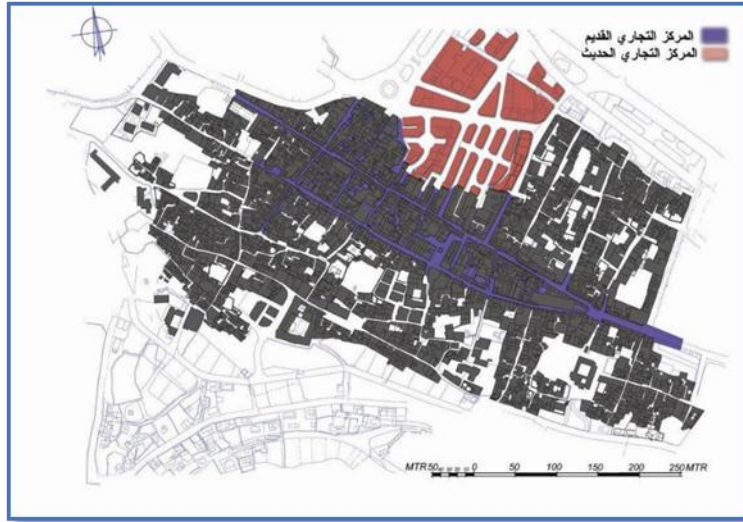 المركز التجاري القديم
المركز التجاري الحديث
MTR 50 0 50 100 150 200 250 MTR